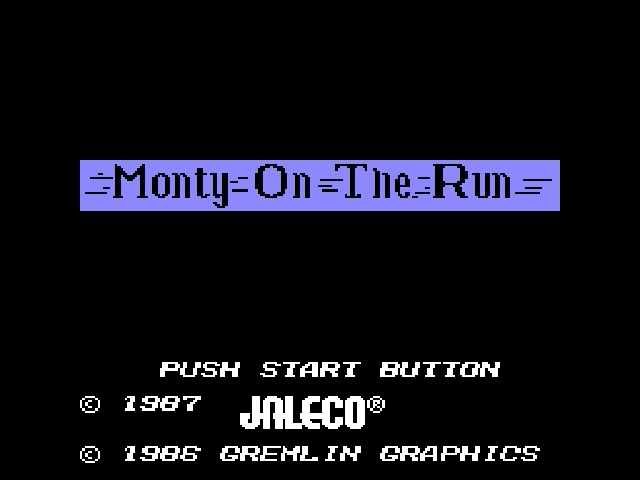 Monty On The Run
PUSH START BUTTON
© 1987 JALECO®
© 1986 GREMLIN GRAPHICS